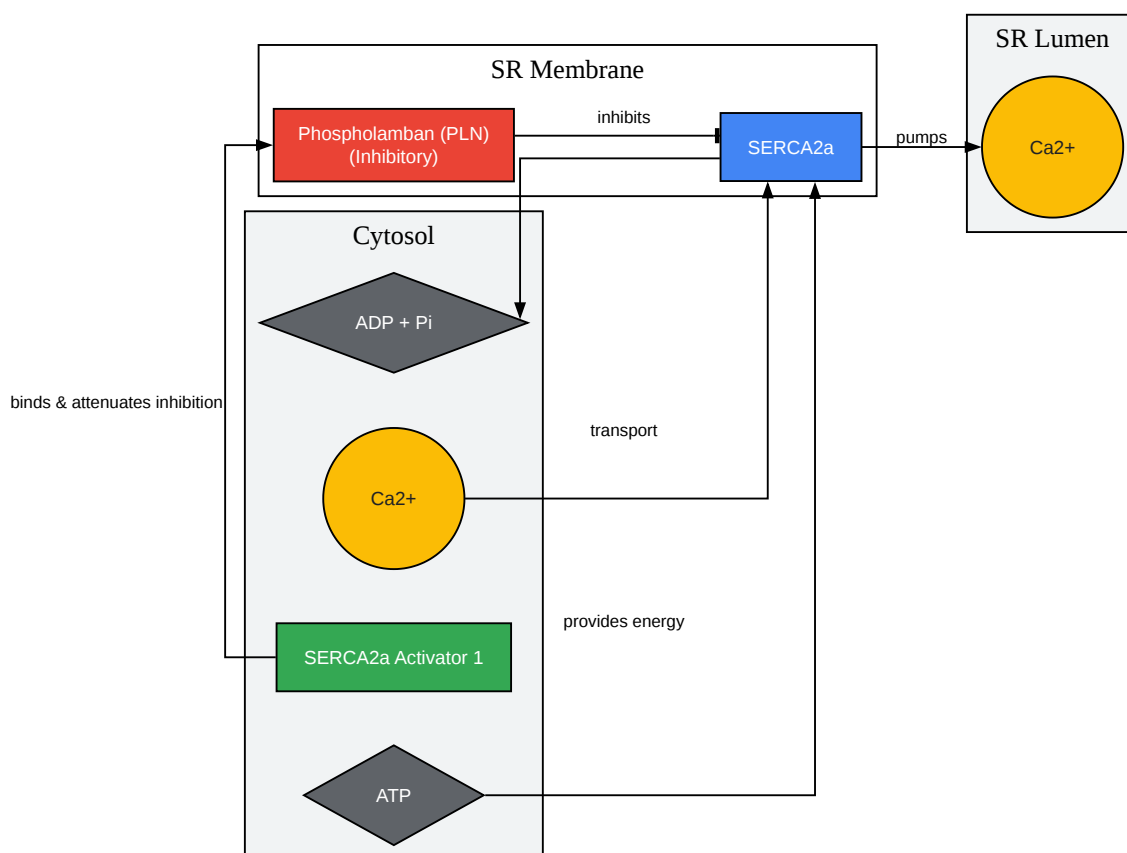 SR Lumen
SR Membrane
Phospholamban (PLN)
(Inhibitory)
inhibits
SERCA2a
pumps
Ca2+
Cytosol
ADP + Pi
binds & attenuates inhibition
transport
Ca2+
provides energy
SERCA2a Activator 1
ATP